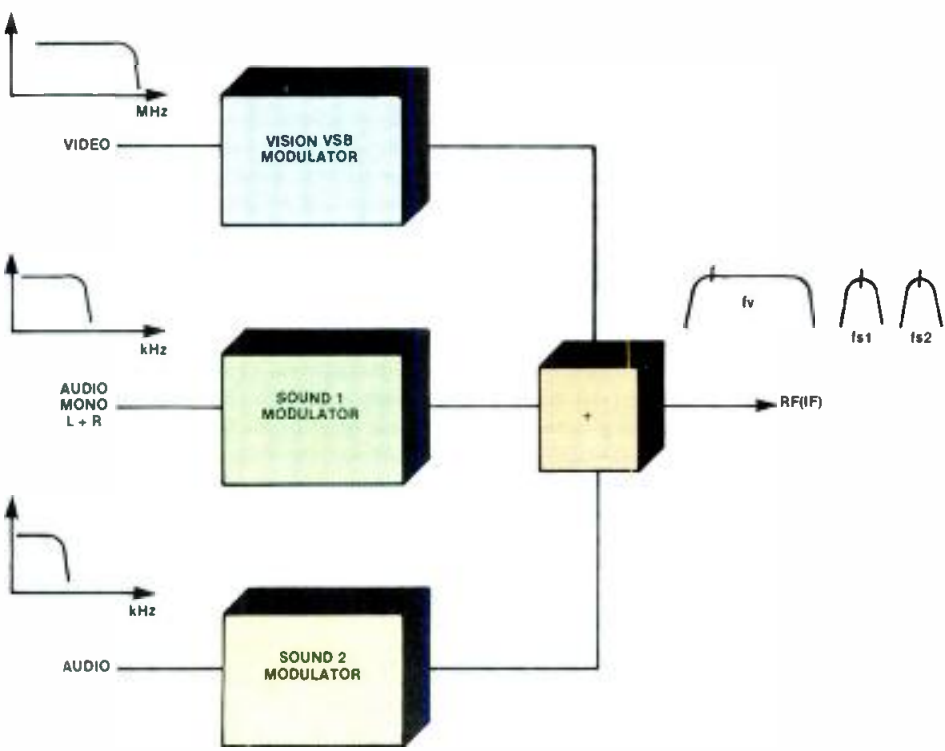 MHz
VIDEO
VISION VSB
MODULATOR
kHz
AUDIO
MONO
L + R
SOUND 1
MODULATOR
+
fv
fs1
fs2
RF(IF)
kHz
AUDIO
SOUND 2
MODULATOR